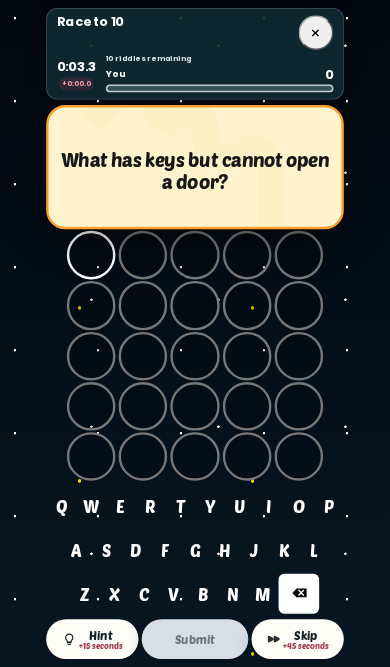 Race to 10
×
0:03.3
+0:00.0
10 riddles remaining
You
0
What has keys but cannot open
a door?
Q W E R T Y U I O P
A S D F G H J K L
Z X C V B N M
Hint
+15 seconds
Submit
Skip
+45 seconds